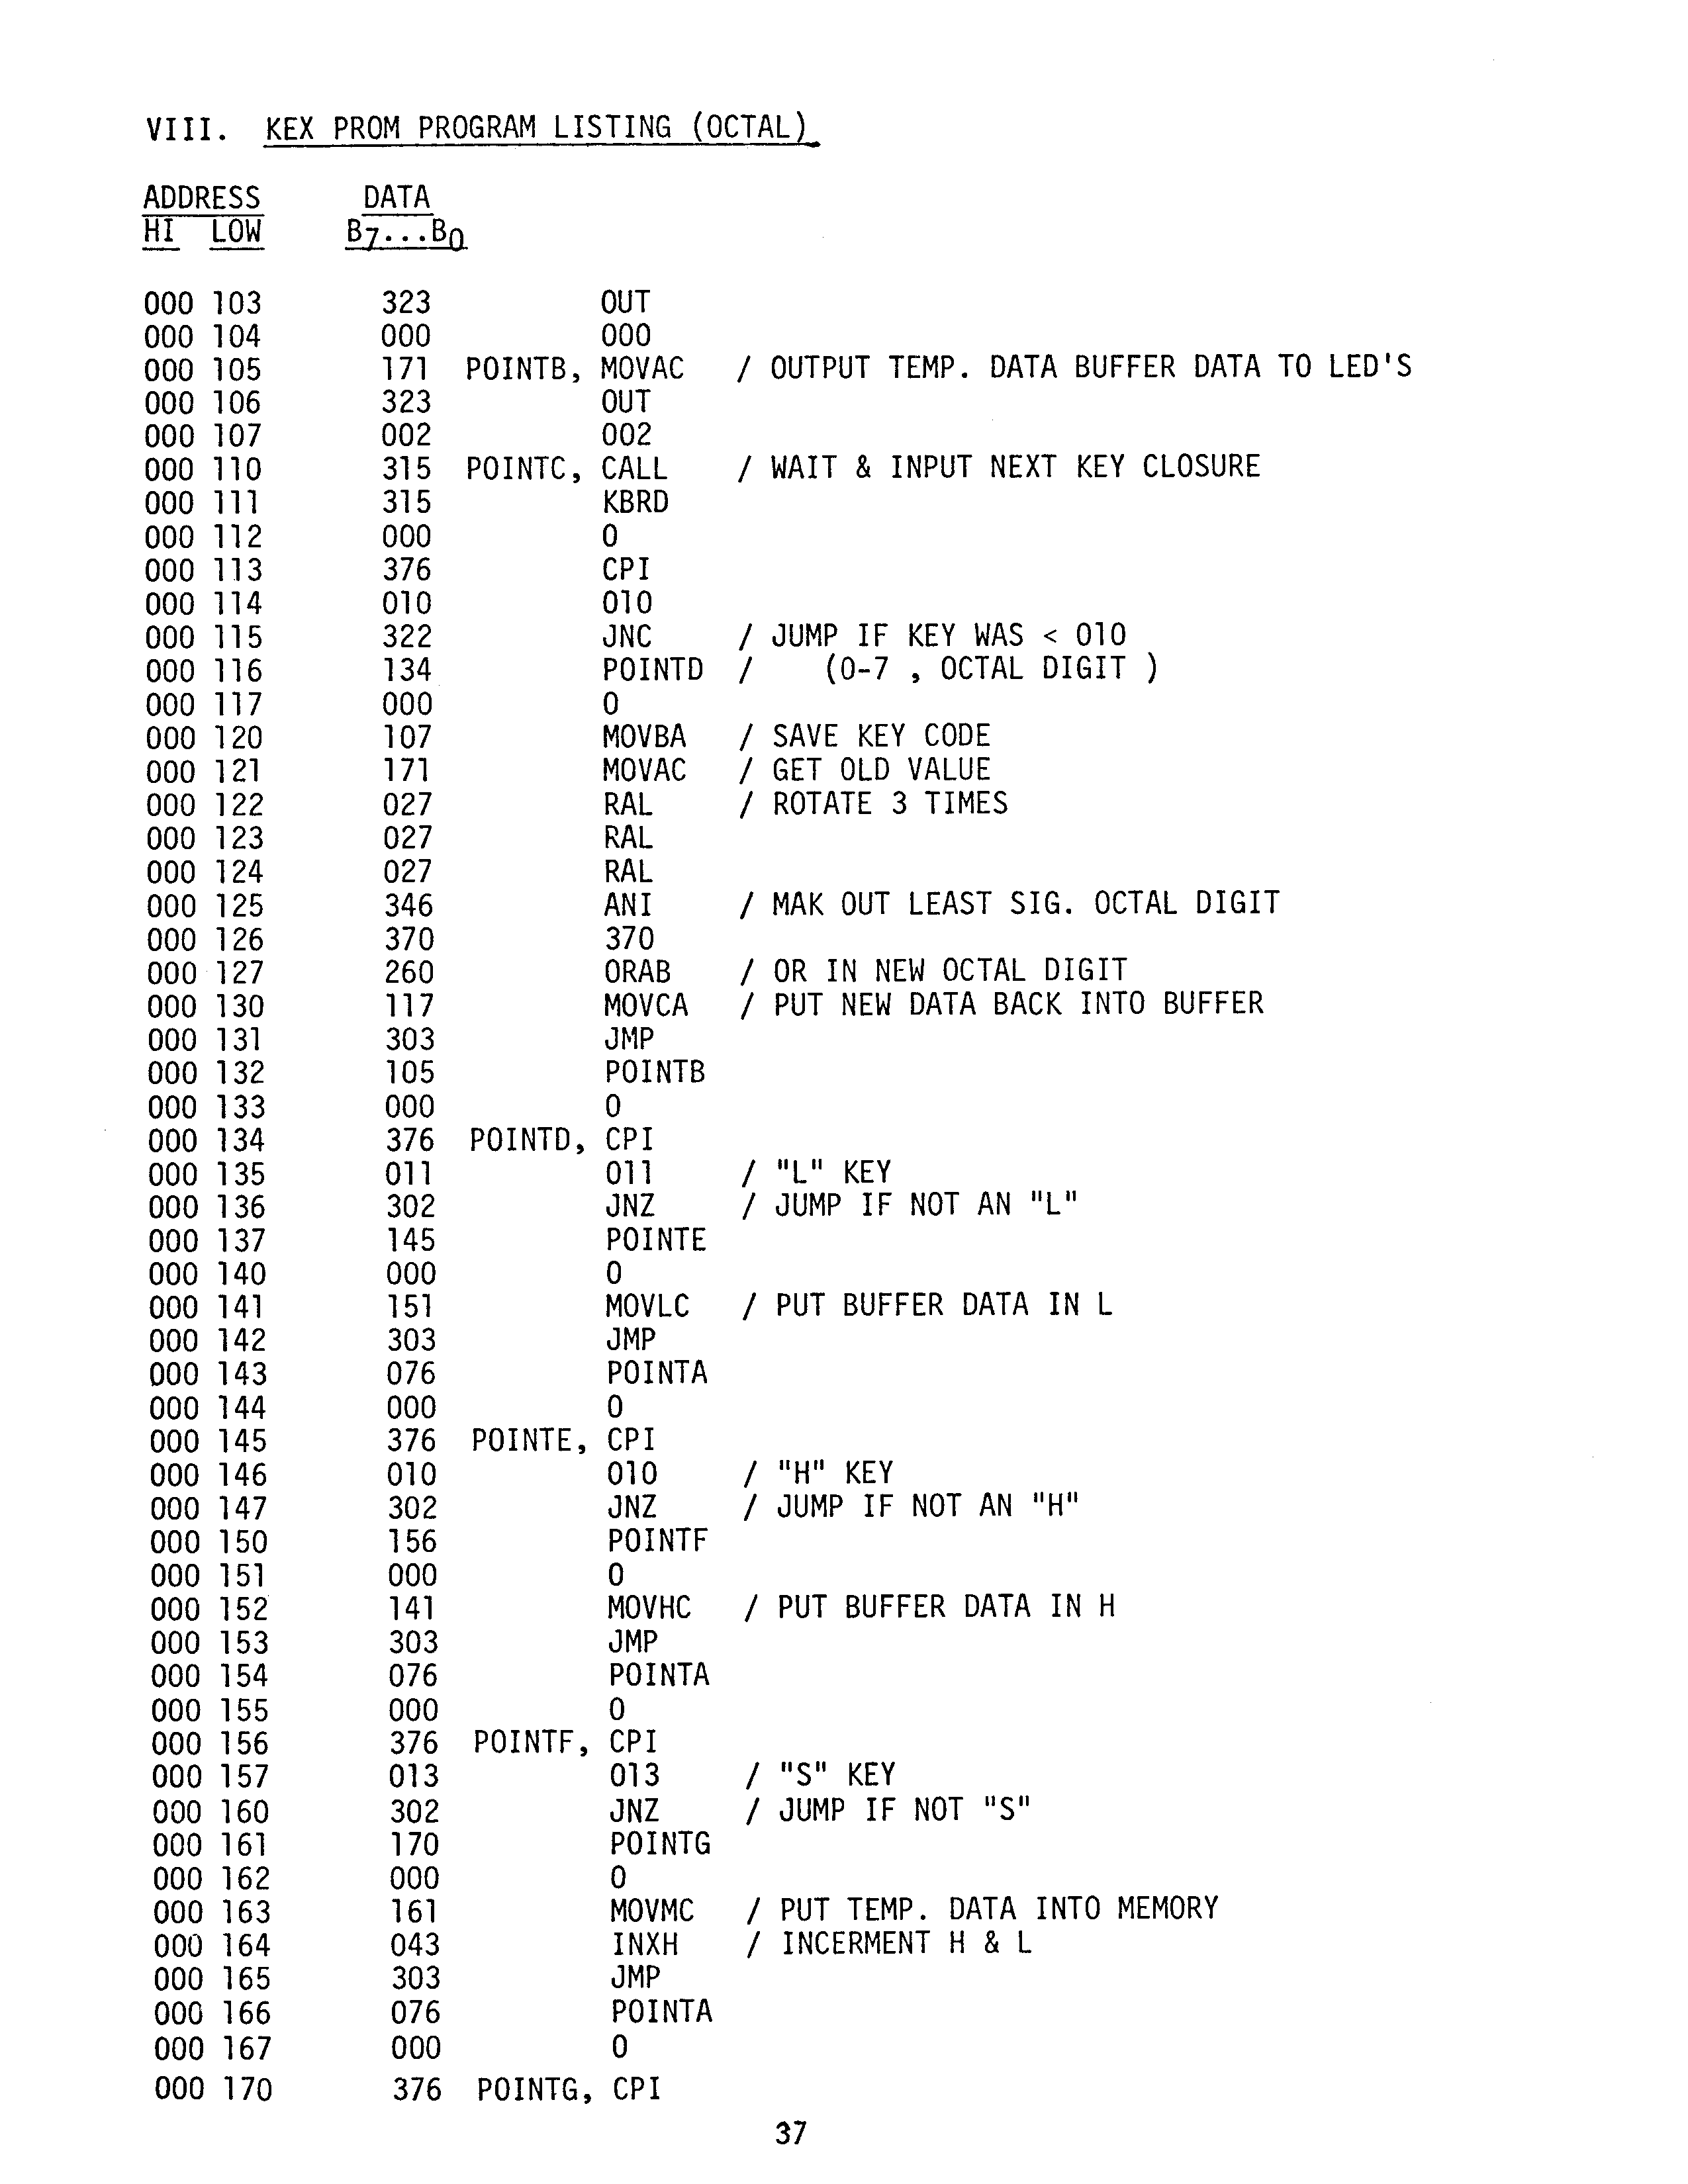 VIII. KEX PROM PROGRAM LISTING (OCTAL)
ADDRESS DATA
HI LOW B7...B0
000 103 323 OUT
000 104 000 000
000 105 171 POINTB, MOVAC / OUTPUT TEMP. DATA BUFFER DATA TO LED'S
000 106 323 OUT
000 107 002 002
000 110 315 POINTC, CALL / WAIT & INPUT NEXT KEY CLOSURE
000 111 315 KBRD
000 112 000 0
000 113 376 CPI
000 114 010 010
000 115 322 JNC / JUMP IF KEY WAS < 010
000 116 134 POINTD / (0-7 , OCTAL DIGIT )
000 117 000 0
000 120 107 MOVBA / SAVE KEY CODE
000 121 171 MOVAC / GET OLD VALUE
000 122 027 RAL / ROTATE 3 TIMES
000 123 027 RAL
000 124 027 RAL
000 125 346 ANI / MAK OUT LEAST SIG. OCTAL DIGIT
000 126 370 370
000 127 260 ORAB / OR IN NEW OCTAL DIGIT
000 130 117 MOVCA / PUT NEW DATA BACK INTO BUFFER
000 131 303 JMP
000 132 105 POINTB
000 133 000 0
000 134 376 POINTD, CPI
000 135 011 011 / "L" KEY
000 136 302 JNZ / JUMP IF NOT AN "L"
000 137 145 POINTE
000 140 000 0
000 141 151 MOVLC / PUT BUFFER DATA IN L
000 142 303 JMP
000 143 076 POINTA
000 144 000 0
000 145 376 POINTE, CPI
000 146 010 010 / "H" KEY
000 147 302 JNZ / JUMP IF NOT AN "H"
000 150 156 POINTF
000 151 000 0
000 152 141 MOVHC / PUT BUFFER DATA IN H
000 153 303 JMP
000 154 076 POINTA
000 155 000 0
000 156 376 POINTF, CPI
000 157 013 013 / "S" KEY
000 160 302 JNZ / JUMP IF NOT "S"
000 161 170 POINTG
000 162 000 0
000 163 161 MOVMC / PUT TEMP. DATA INTO MEMORY
000 164 043 INXH / INCERMENT H & L
000 165 303 JMP
000 166 076 POINTA
000 167 000 0
000 170 376 POINTG, CPI
37